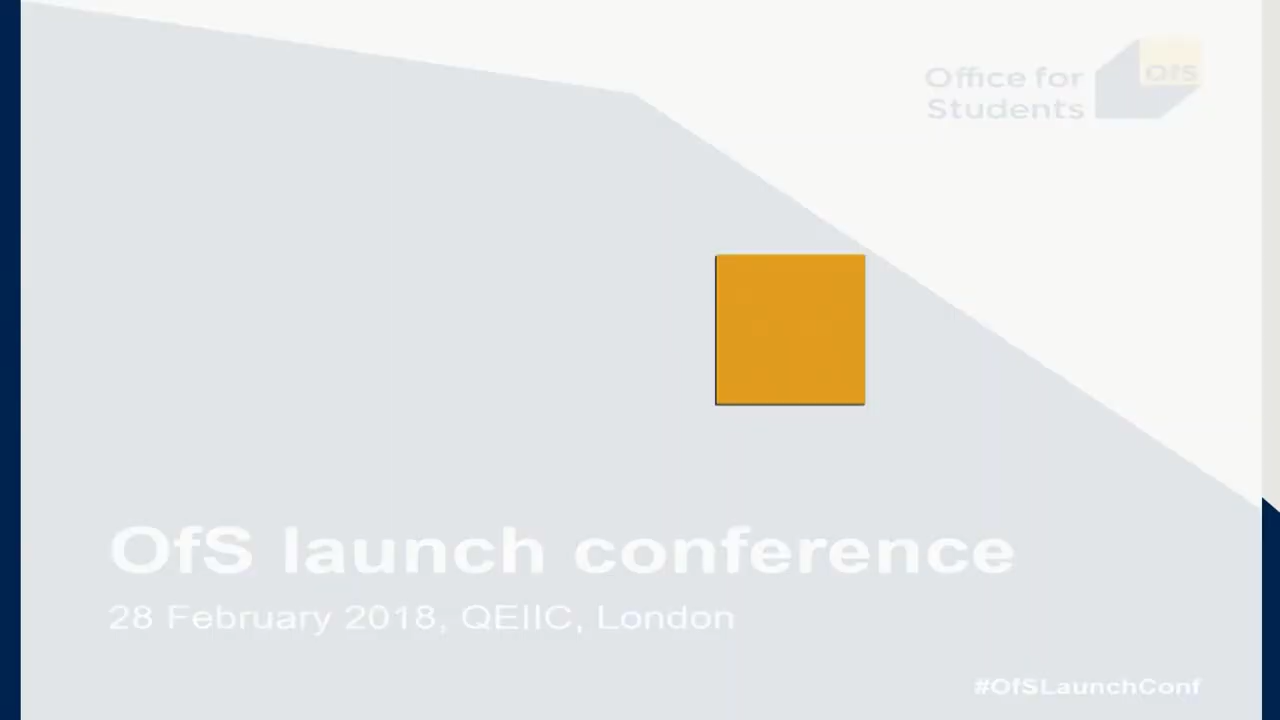 Office for
Students
OfS
OfS launch conference
28 February 2018, QEIIC, London
#OfSLaunchConf